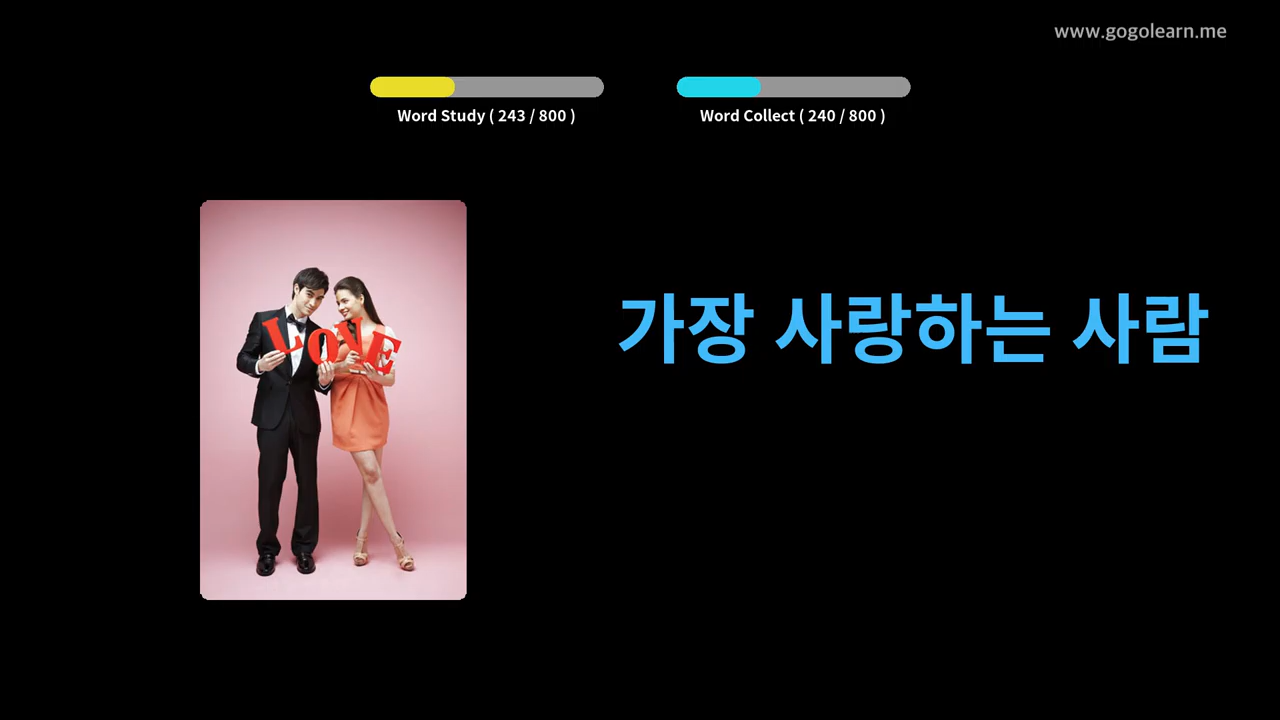 www.gogolearn.me
Word Study ( 243 / 800 )
Word Collect ( 240 / 800 )
LOVE
가장 사랑하는 사람